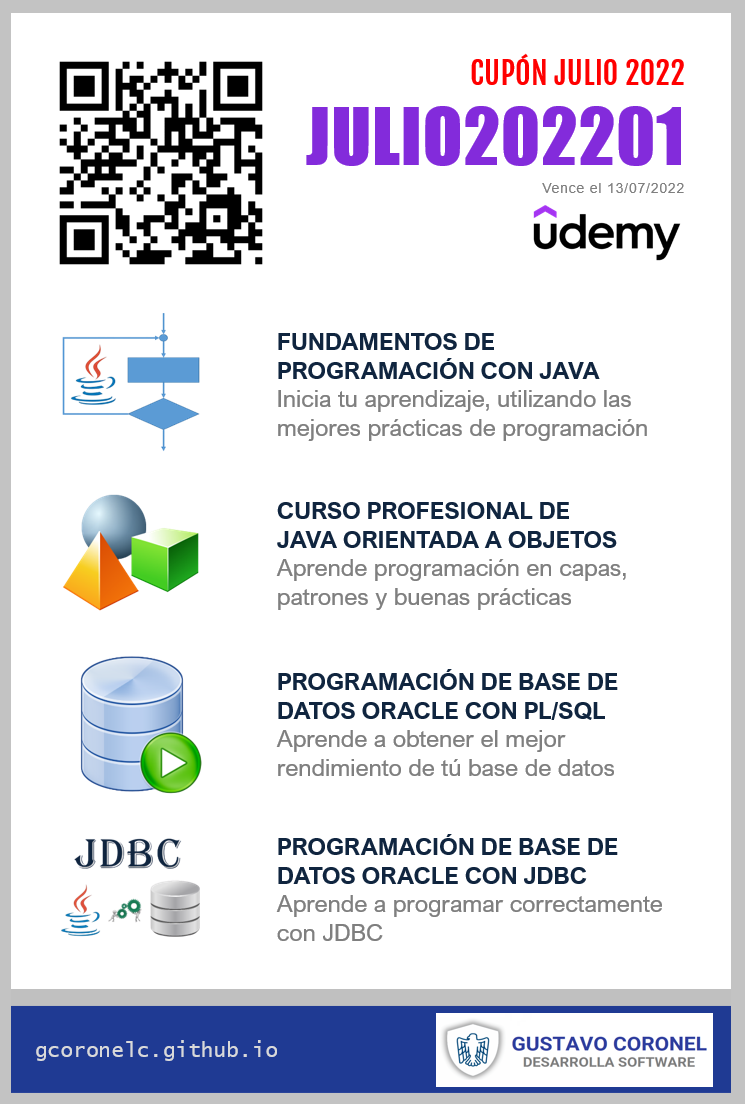 CUPÓN JULIO 2022
JULIO202201
Vence el 13/07/2022
udemy
FUNDAMENTOS DE
PROGRAMACIÓN CON JAVA
Inicia tu aprendizaje, utilizando las
mejores prácticas de programación
CURSO PROFESIONAL DE
JAVA ORIENTADA A OBJETOS
Aprende programación en capas,
patrones y buenas prácticas
PROGRAMACIÓN DE BASE DE
DATOS ORACLE CON PL/SQL
Aprende a obtener el mejor
rendimiento de tú base de datos
JDBC
PROGRAMACIÓN DE BASE DE
DATOS ORACLE CON JDBC
Aprende a programar correctamente
con JDBC
gcoronelc.github.io
GUSTAVO CORONEL
DESARROLLA SOFTWARE